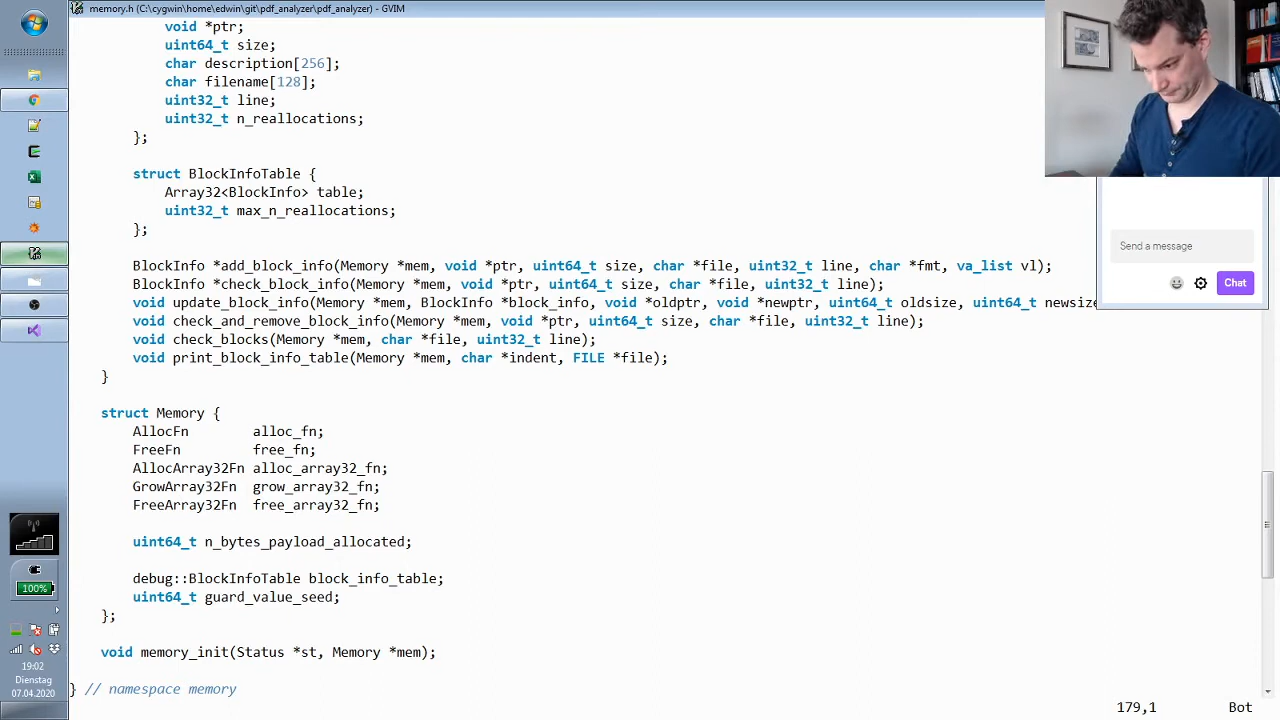 memory.h (C:\cygwin\home\edwin\git\pdf_analyzer\pdf_analyzer) - GVIM
void *ptr;
uint64_t size;
char description[256];
char filename[128];
uint32_t line;
uint32_t n_reallocations;
};
struct BlockInfoTable {
Array32<BlockInfo> table;
uint32_t max_n_reallocations;
};
BlockInfo *add_block_info(Memory *mem, void *ptr, uint64_t size, char *file, uint32_t line, char *fmt, va_list vl);
BlockInfo *check_block_info(Memory *mem, void *ptr, uint64_t size, char *file, uint32_t line);
void update_block_info(Memory *mem, BlockInfo *block_info, void *oldptr, void *newptr, uint64_t oldsize, uint64_t newsize
void check_and_remove_block_info(Memory *mem, void *ptr, uint64_t size, char *file, uint32_t line);
void check_blocks(Memory *mem, char *file, uint32_t line);
void print_block_info_table(Memory *mem, char *indent, FILE *file);
}
struct Memory {
AllocFn alloc_fn;
FreeFn free_fn;
AllocArray32Fn alloc_array32_fn;
GrowArray32Fn grow_array32_fn;
FreeArray32Fn free_array32_fn;
uint64_t n_bytes_payload_allocated;
debug::BlockInfoTable block_info_table;
uint64_t guard_value_seed;
};
void memory_init(Status *st, Memory *mem);
} // namespace memory
179,1 Bot
Send a message
Chat
100%
19:02
Dienstag
07.04.2020